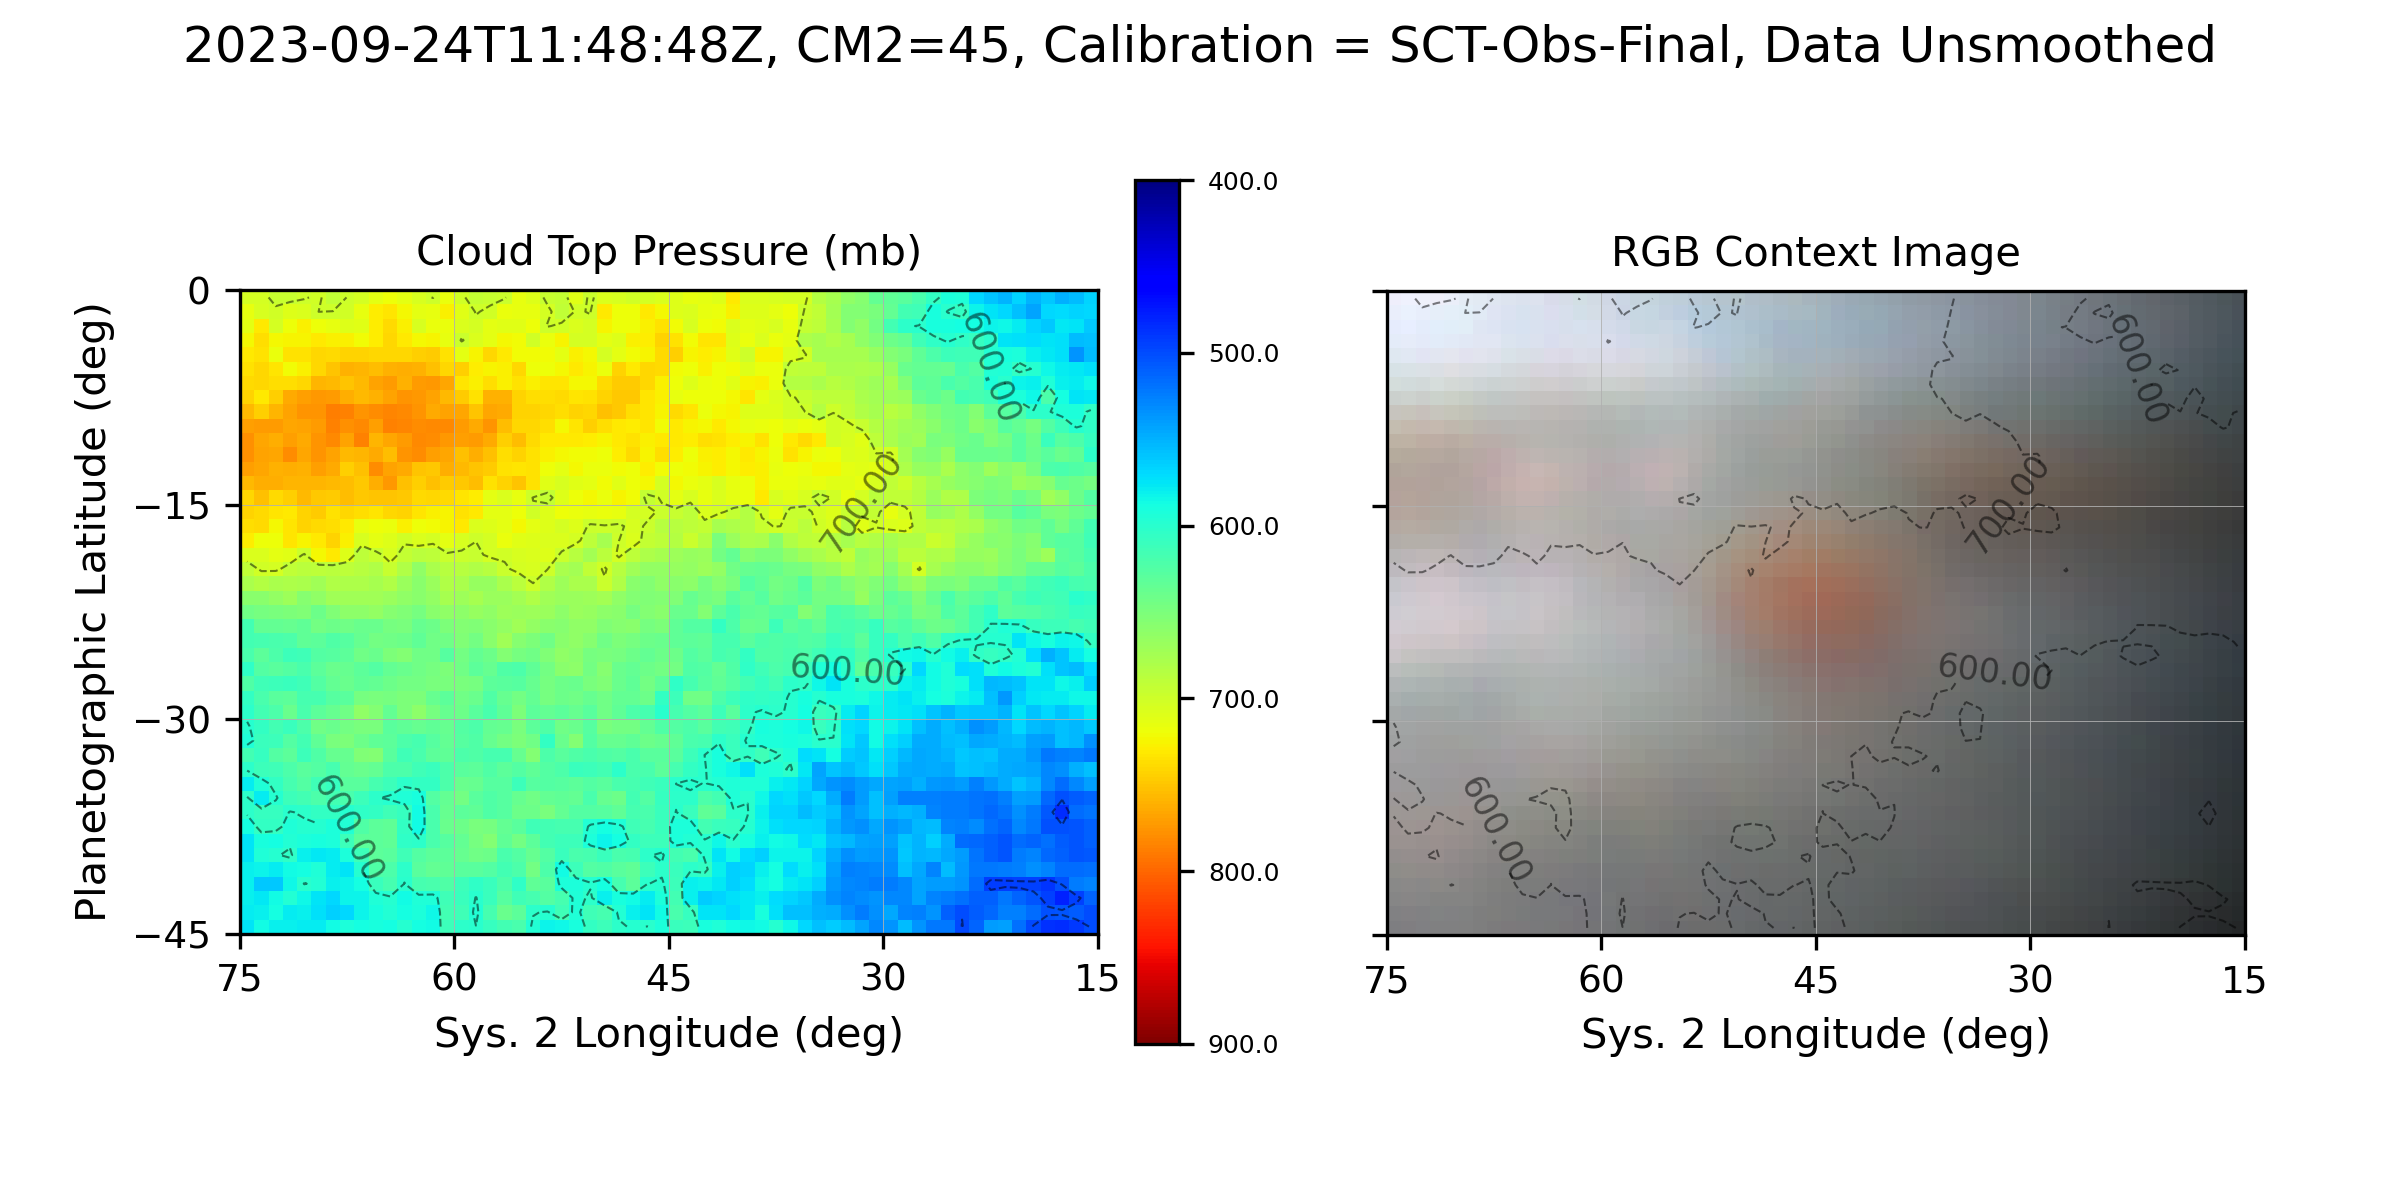 2023-09-24T11:48:48Z, CM2=45, Calibration = SCT-Obs-Final, Data Unsmoothed
Cloud Top Pressure (mb)
Planetographic Latitude (deg)
0
−15
−30
−45
75 60 45 30 15
Sys. 2 Longitude (deg)
600.00
700.00
600.00
600.00
400.0
500.0
600.0
700.0
800.0
900.0
RGB Context Image
600.00
700.00
600.00
600.00
75 60 45 30 15
Sys. 2 Longitude (deg)